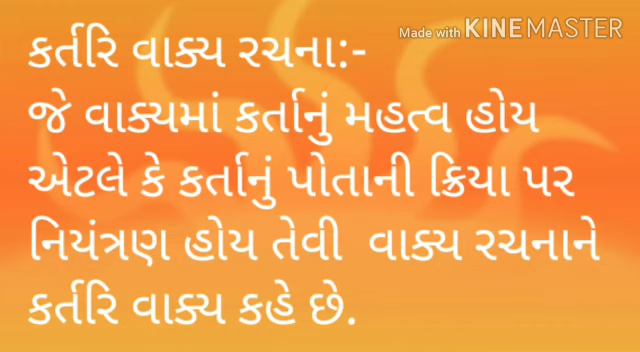 Made with KINEMASTER
કર્તરિ વાક્ય રચના:-
જે વાક્યમાં કર્તાનું મહત્વ હોય
એટલે કે કર્તાનું પોતાની ક્રિયા પર
નિયંત્રણ હોય તેવી વાક્ય રચનાને
કર્તરિ વાક્ય કહે છે.